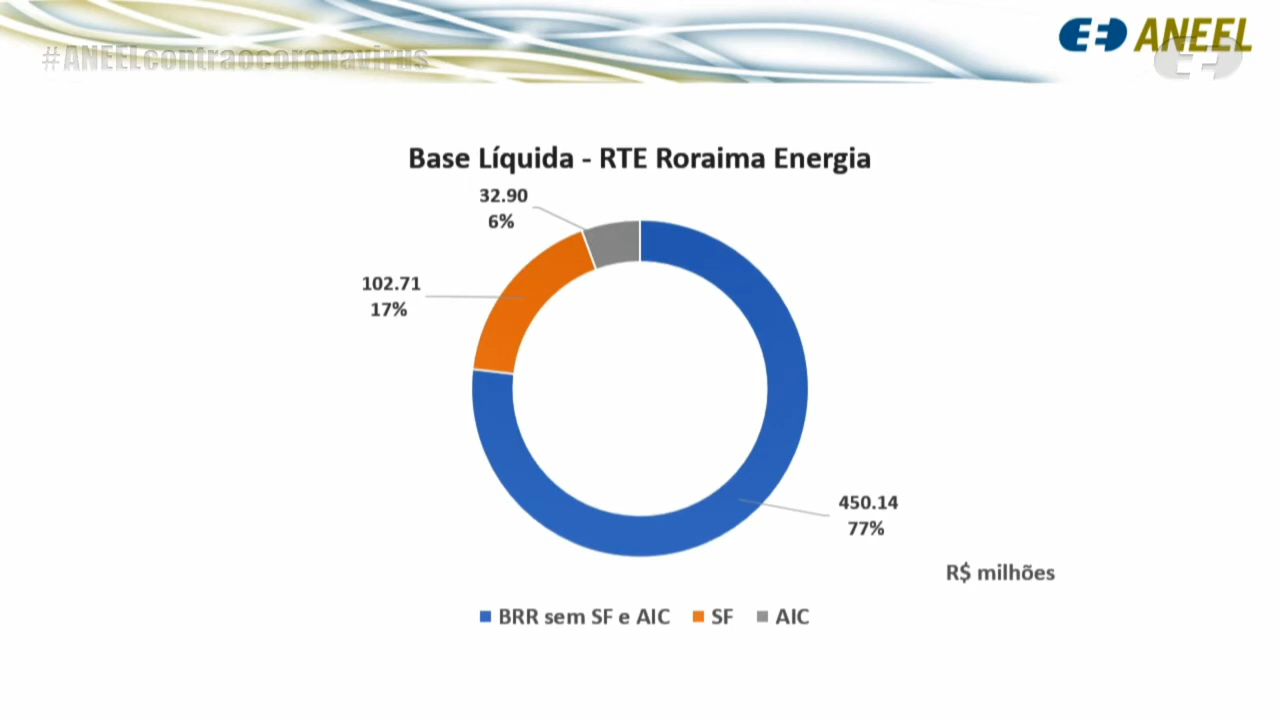 #ANEELcontraocoronavirus
ANEEL
Base Líquida - RTE Roraima Energia
32.90
6%
102.71
17%
450.14
77%
R$ milhões
BRR sem SF e AIC SF AIC